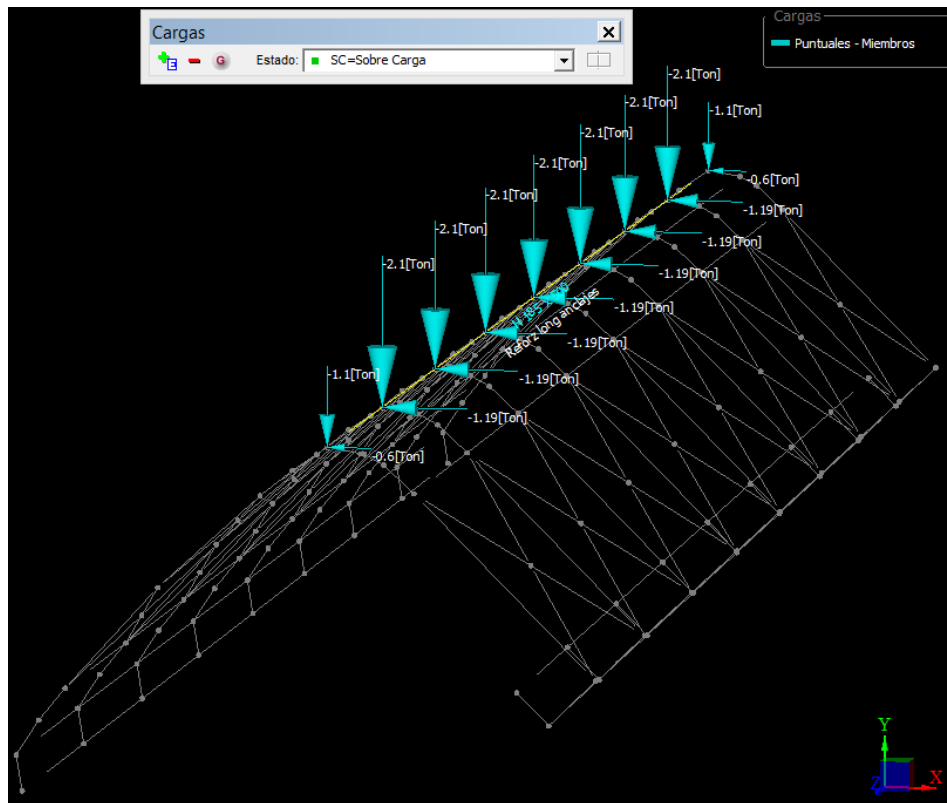 Cargas
Estado: SC=Sobre Carga
G
Cargas
Puntuales - Miembros
-2.1[Ton]
-2.1[Ton]
-2.1[Ton]
-2.1[Ton]
-2.1[Ton]
-2.1[Ton]
-2.1[Ton]
-1.1[Ton]
-1.1[Ton]
-0.6[Ton]
-1.19[Ton]
-1.19[Ton]
-1.19[Ton]
-1.19[Ton]
-1.19[Ton]
-1.19[Ton]
-1.19[Ton]
-0.6[Ton]
Reforz long anclajes
Y
X
Z